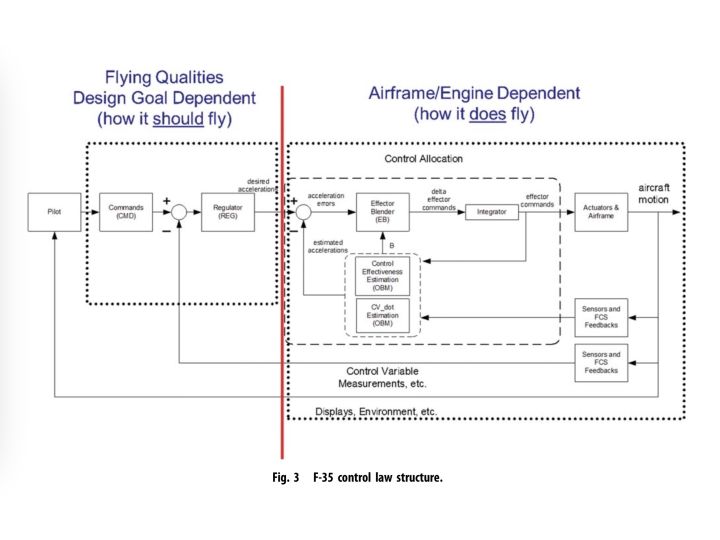 Flying Qualities
Design Goal Dependent
(how it should fly)
Airframe/Engine Dependent
(how it does fly)
Control Allocation
Pilot
Commands
(CMD)
+
−
Regulator
(REG)
desired
accelerations
+
−
acceleration
errors
estimated
accelerations
Effector
Blender
(EB)
B
delta
effector
commands
Integrator
effector
commands
Actuators &
Airframe
aircraft
motion
Control
Effectiveness
Estimation
(OBM)
CV_dot
Estimation
(OBM)
Sensors and
FCS
Feedbacks
Sensors and
FCS
Feedbacks
Control Variable
Measurements, etc.
Displays, Environment, etc.
Fig. 3 F-35 control law structure.